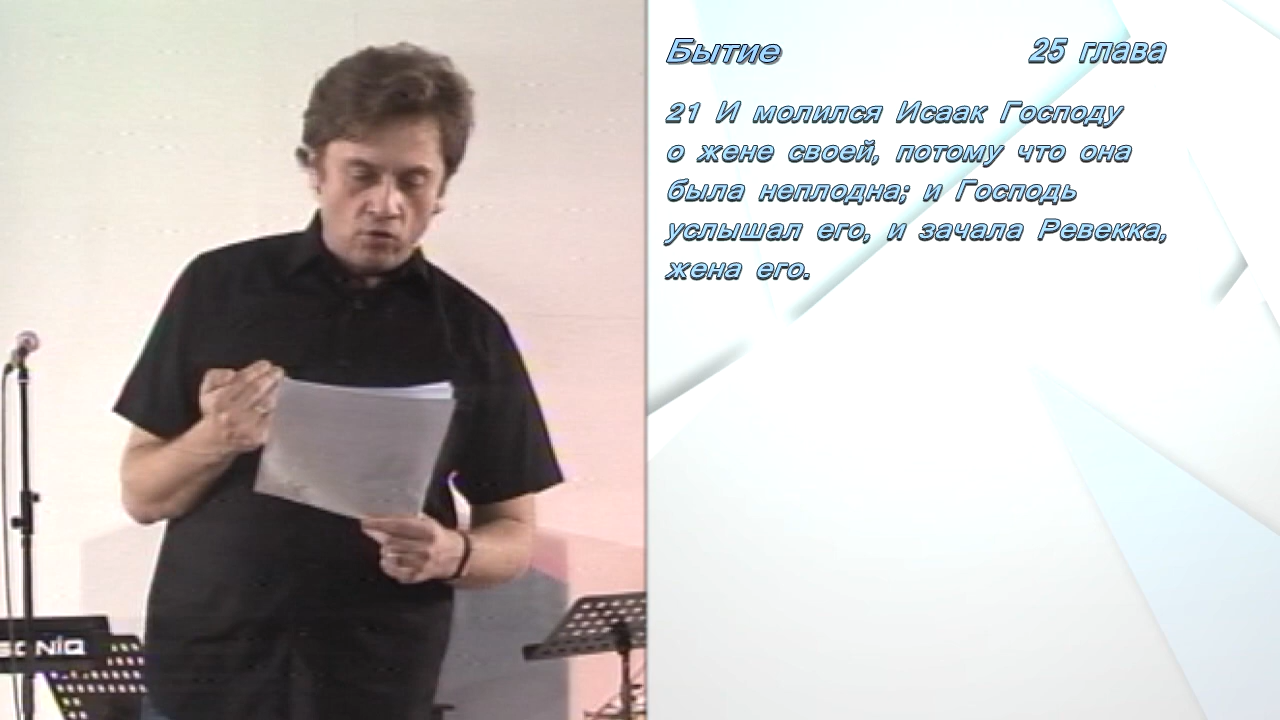 Бытие 25 глава
21 И молился Исаак Господу
о жене своей, потому что она
была неплодна; и Господь
услышал его, и зачала Ревекка,
жена его.
SONIQ